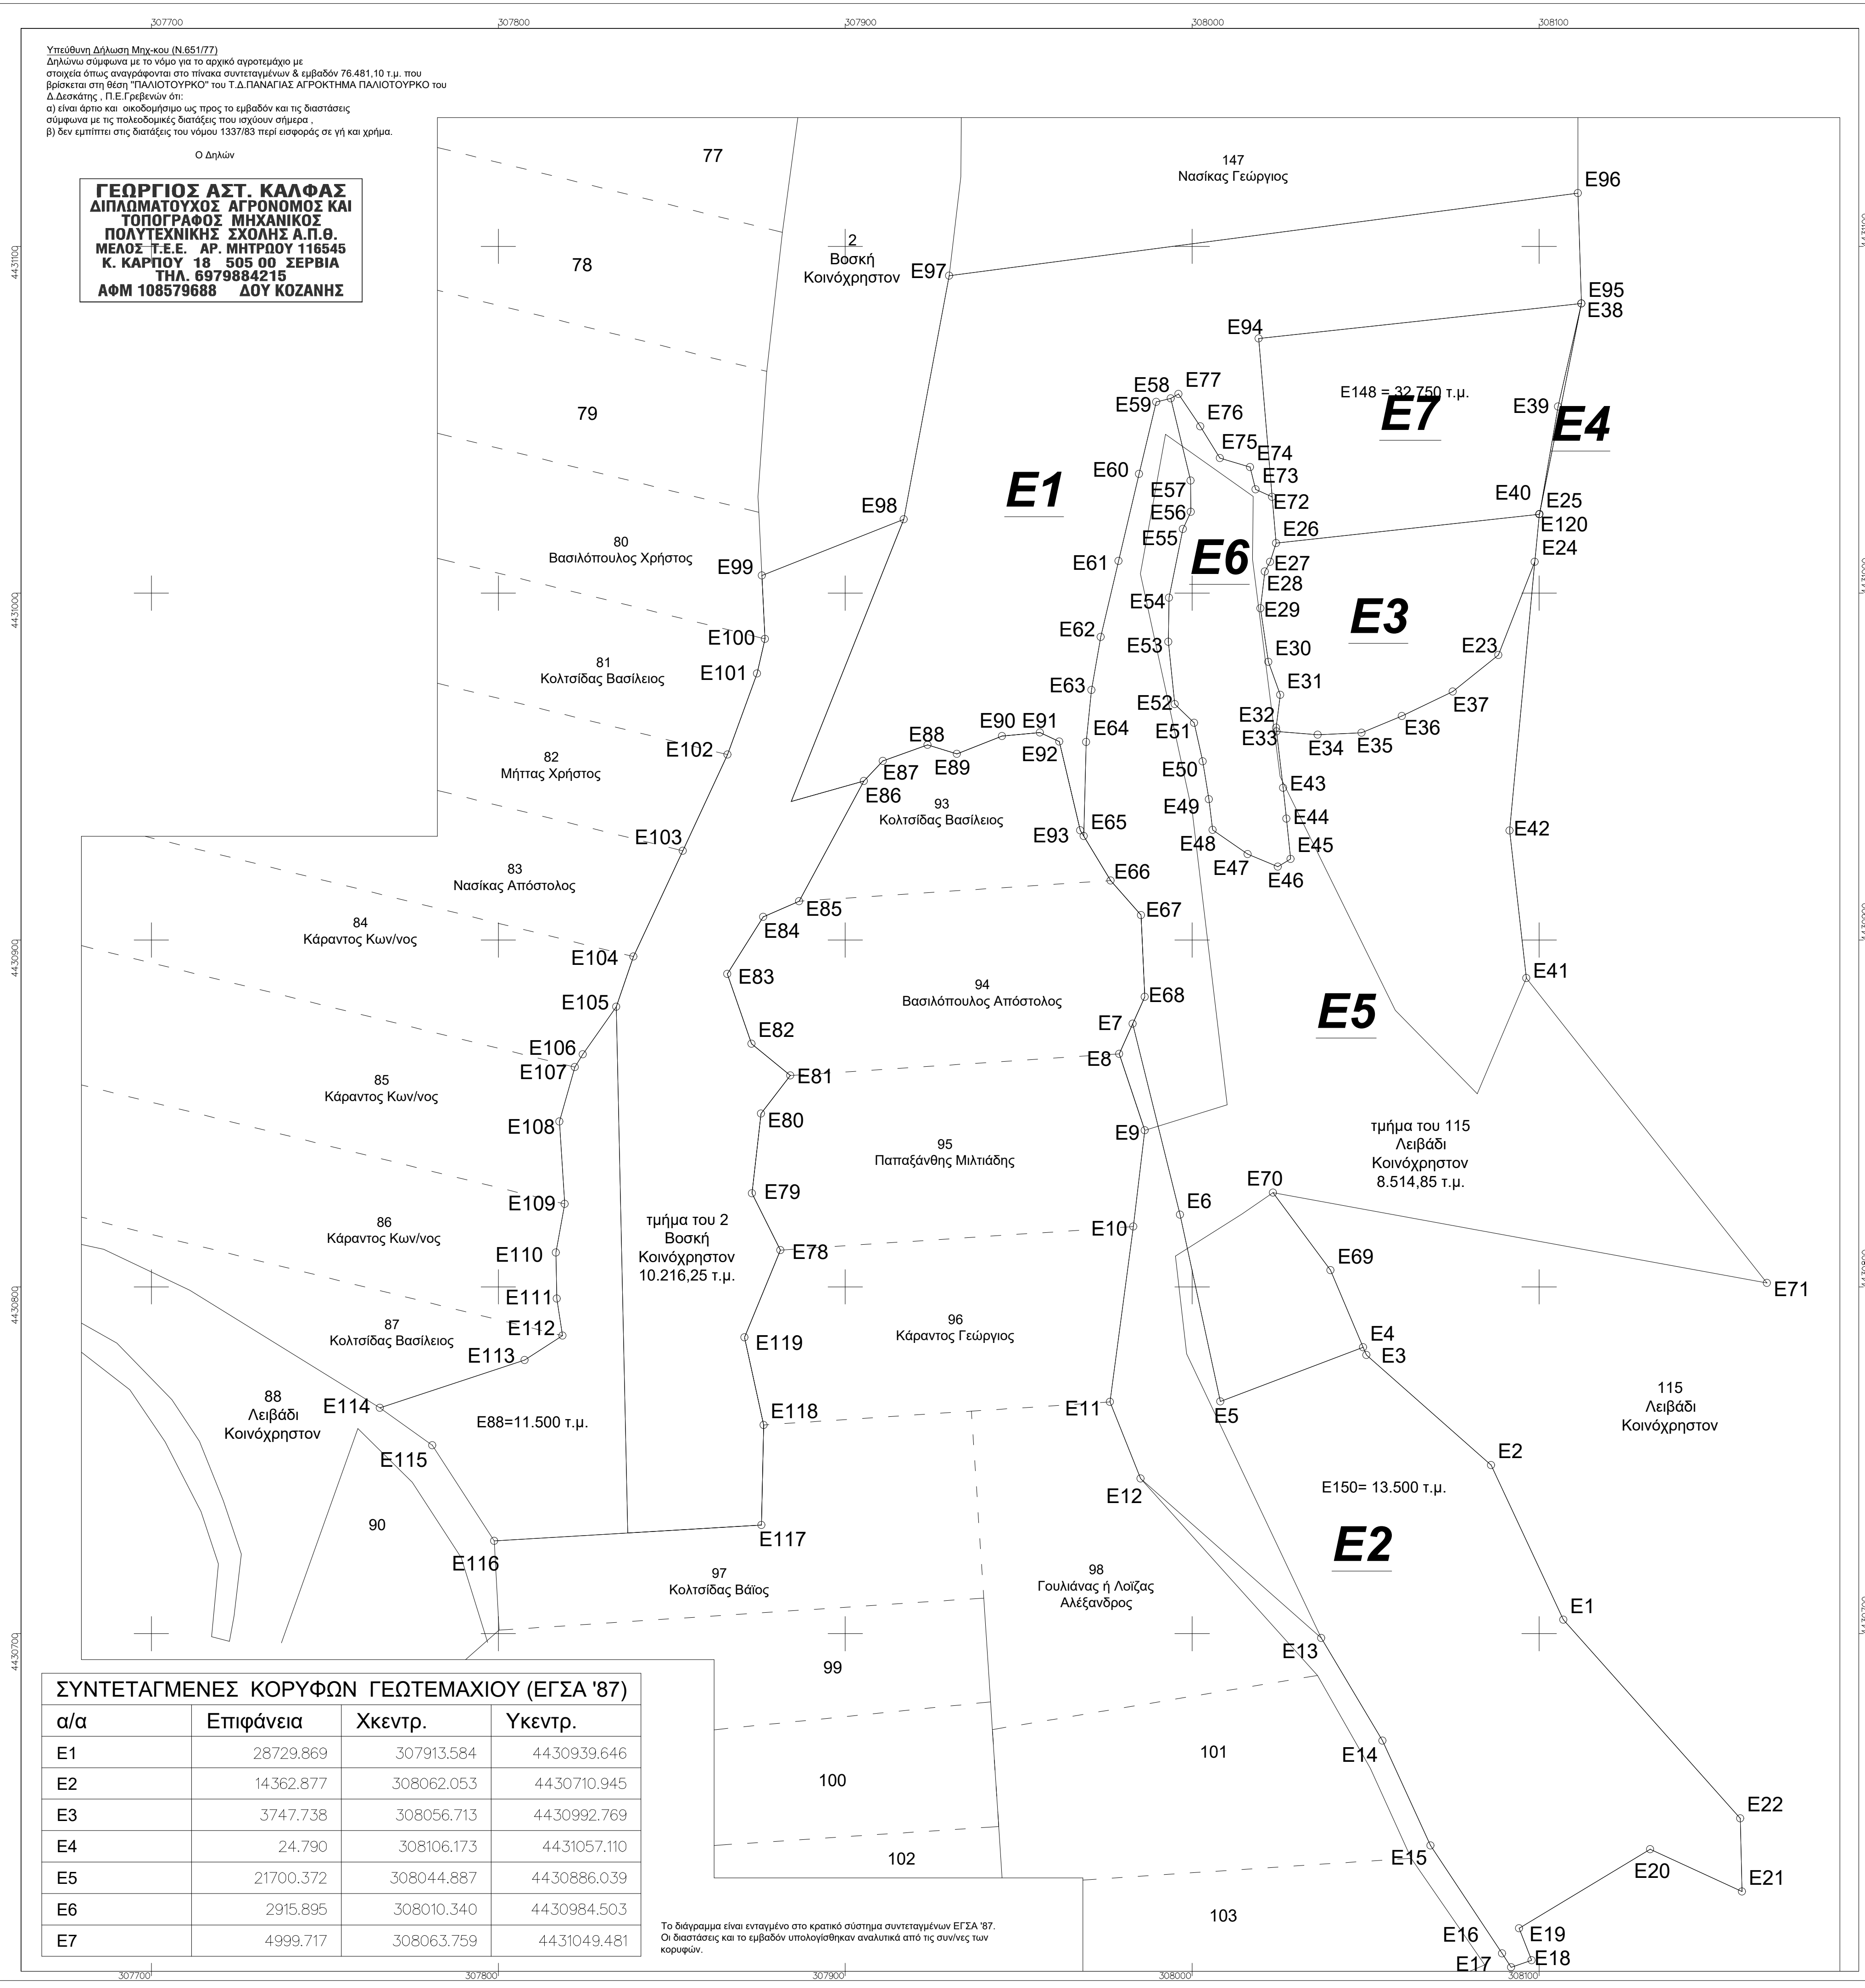 307700 307800 307900 308000 308100
Υπεύθυνη Δήλωση Μηχ-κου (Ν.651/77)
Δηλώνω σύμφωνα με το νόμο για το αρχικό αγροτεμάχιο με
στοιχεία όπως αναγράφονται στο πίνακα συντεταγμένων & εμβαδόν 76.481,10 τ.μ. που
βρίσκεται στη θέση "ΠΑΛΙΟΤΟΥΡΚΟ" του Τ.Δ.ΠΑΝΑΓΙΑΣ ΑΓΡΟΚΤΗΜΑ ΠΑΛΙΟΤΟΥΡΚΟ του
Δ.Δεσκάτης , Π.Ε.Γρεβενών ότι:
α) είναι άρτιο και οικοδομήσιμο ως προς το εμβαδόν και τις διαστάσεις
σύμφωνα με τις πολεοδομικές διατάξεις που ισχύουν σήμερα ,
β) δεν εμπίπτει στις διατάξεις του νόμου 1337/83 περί εισφοράς σε γή και χρήμα.
Ο Δηλών
ΓΕΩΡΓΙΟΣ ΑΣΤ. ΚΑΛΦΑΣ
ΔΙΠΛΩΜΑΤΟΥΧΟΣ ΑΓΡΟΝΟΜΟΣ ΚΑΙ
ΤΟΠΟΓΡΑΦΟΣ ΜΗΧΑΝΙΚΟΣ
ΠΟΛΥΤΕΧΝΙΚΗΣ ΣΧΟΛΗΣ Α.Π.Θ.
ΜΕΛΟΣ Τ.Ε.Ε. ΑΡ. ΜΗΤΡΩΟΥ 116545
Κ. ΚΑΡΠΟΥ 18 505 00 ΣΕΡΒΙΑ
ΤΗΛ. 6979884215
ΑΦΜ 108579688 ΔΟΥ ΚΟΖΑΝΗΣ
77
147
Νασίκας Γεώργιος
E96
4431100
4431100
78
2
Βοσκή
Κοινόχρηστον
E97
E95
E38
E94
79
E58
E77
E59
E76
E148 = 32.750 τ.μ.
E7
E39
E4
E75
E74
E60
E73
E1
E57
E72
E98
E56
E40
E25
E55
E26
E120
80
Βασιλόπουλος Χρήστος
E6
E99
E61
E27
E24
E28
4431000
4431000
E54
E29
E3
E100
E62
E53
E30
E23
81
Κολτσίδας Βασίλειος
E101
E63
E31
E37
E52
E32
E36
E90
E91
E51
E33
E34
E35
E64
E88
E92
E102
82
Μήττας Χρήστος
E87
E89
E50
E86
E43
93
Κολτσίδας Βασίλειος
E49
E44
E103
E93
E65
E48
E45
E42
E47
E46
83
Νασίκας Απόστολος
E66
E85
E67
84
Κάραντος Κων/νος
E84
4430900
4430900
E104
E83
E41
94
Βασιλόπουλος Απόστολος
E68
E105
E7
E5
E82
E106
E8
E107
E81
85
Κάραντος Κων/νος
E80
E108
E9
τμήμα του 115
Λειβάδι
Κοινόχρηστον
8.514,85 τ.μ.
95
Παπαξάνθης Μιλτιάδης
E79
E70
E109
E6
86
Κάραντος Κων/νος
τμήμα του 2
Βοσκή
Κοινόχρηστον
10.216,25 τ.μ.
E10
E110
E78
E69
4430800
4430800
E111
E71
87
Κολτσίδας Βασίλειος
E112
E119
96
Κάραντος Γεώργιος
E4
E3
E113
88
Λειβάδι
Κοινόχρηστον
E114
E88=11.500 τ.μ.
E118
E11
E5
115
Λειβάδι
Κοινόχρηστον
E115
E2
E12
E150= 13.500 τ.μ.
90
E117
E2
E116
97
Κολτσίδας Βάϊος
98
Γουλιάνας ή Λοϊζας
Αλέξανδρος
E1
4430700
4430700
E13
99
ΣΥΝΤΕΤΑΓΜΕΝΕΣ ΚΟΡΥΦΩΝ ΓΕΩΤΕΜΑΧΙΟΥ (ΕΓΣΑ '87)
α/α Επιφάνεια Χκεντρ. Υκεντρ.
E1 28729.869 307913.584 4430939.646
E2 14362.877 308062.053 4430710.945
E3 3747.738 308056.713 4430992.769
E4 24.790 308106.173 4431057.110
E5 21700.372 308044.887 4430886.039
E6 2915.895 308010.340 4430984.503
E7 4999.717 308063.759 4431049.481
E14
101
100
E22
E15
102
E20
E21
103
E19
E16
E18
E17
Το διάγραμμα είναι ενταγμένο στο κρατικό σύστημα συντεταγμένων ΕΓΣΑ '87.
Οι διαστάσεις και το εμβαδόν υπολογίσθηκαν αναλυτικά από τις συν/νες των
κορυφών.
307700 307800 307900 308000 308100